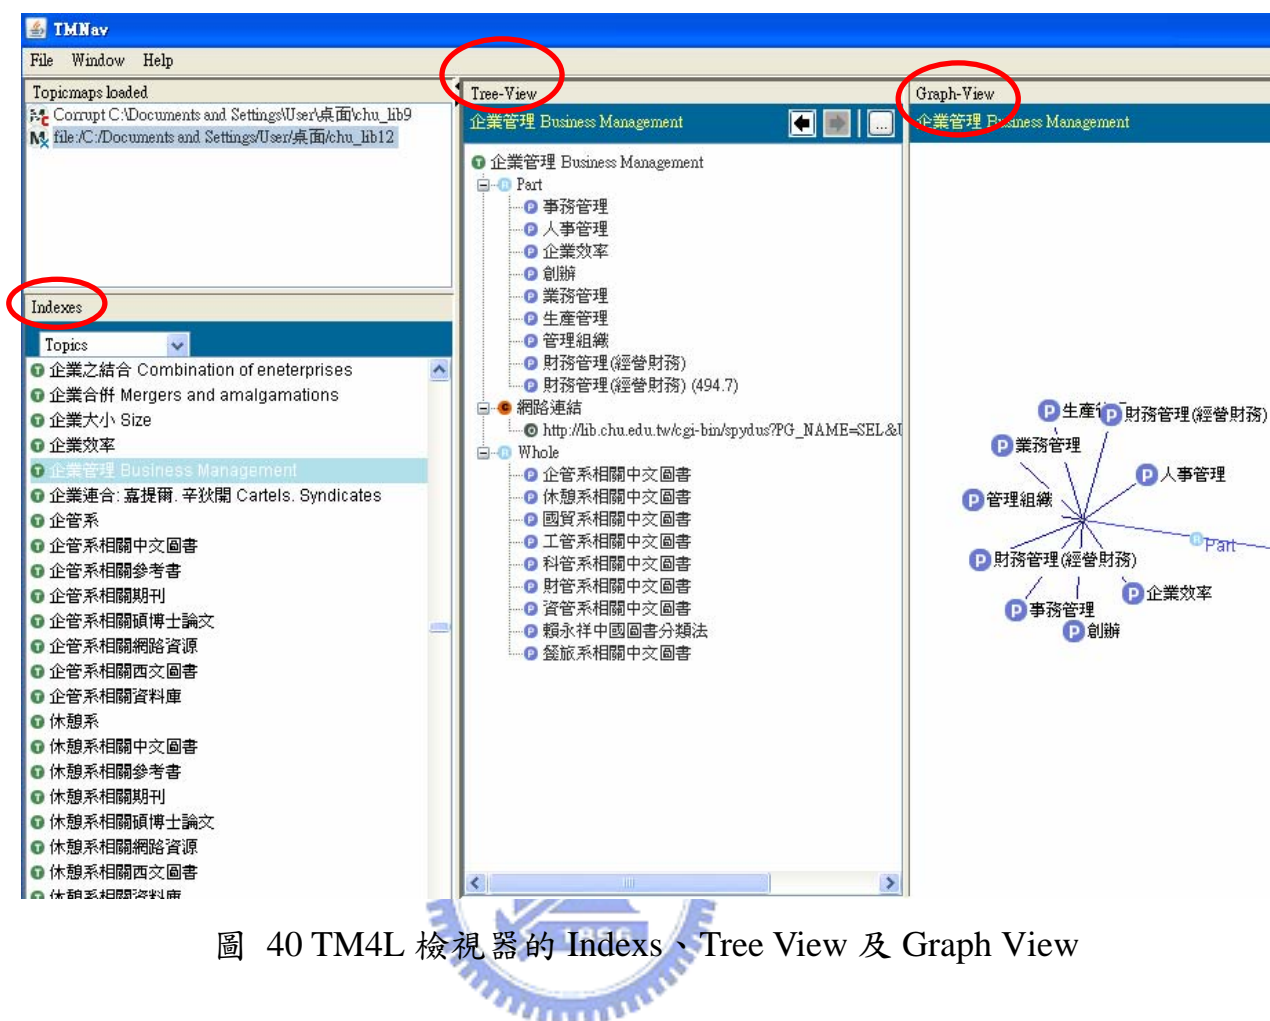 TMNav
File Window Help
Topicmaps loaded
Corrupt C:\Documents and Settings\User\桌面\chu_lib9
file:/C:/Documents and Settings/User/桌面/chu_lib12
Indexes
Topics
企業之結合 Combination of eneterprises
企業合併 Mergers and amalgamations
企業大小 Size
企業效率
企業管理 Business Management
企業連合: 嘉提爾. 辛狄開 Cartels. Syndicates
企管系
企管系相關中文圖書
企管系相關參考書
企管系相關期刊
企管系相關碩博士論文
企管系相關網路資源
企管系相關西文圖書
企管系相關資料庫
休憩系
休憩系相關中文圖書
休憩系相關參考書
休憩系相關期刊
休憩系相關碩博士論文
休憩系相關網路資源
休憩系相關西文圖書
休憩系相關資料庫
Tree-View
企業管理 Business Management
...
企業管理 Business Management
Part
事務管理
人事管理
企業效率
創辦
業務管理
生產管理
管理組織
財務管理(經營財務)
財務管理(經營財務) (494.7)
網路連結
http://lib.chu.edu.tw/cgi-bin/spydus?PG_NAME=SEL&U
Whole
企管系相關中文圖書
休憩系相關中文圖書
國貿系相關中文圖書
工管系相關中文圖書
科管系相關中文圖書
財管系相關中文圖書
資管系相關中文圖書
賴永祥中國圖書分類法
餐旅系相關中文圖書
Graph-View
企業管理 Business Management
生產管
財務管理(經營財務)
業務管理
人事管理
管理組織
Part
財務管理(經營財務)
企業效率
事務管理
創辦
圖 40 TM4L 檢視器的 Indexs、Tree View 及 Graph View
1896